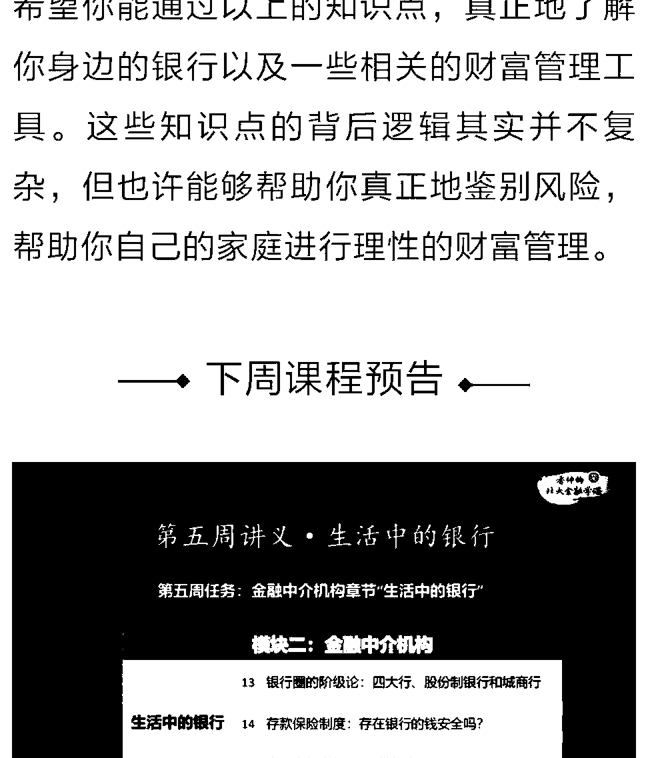 希望你能通过以上的知识点，真正地了解
你身边的银行以及一些相关的财富管理工
具。这些知识点的背后逻辑其实并不复
杂，但也许能够帮助你真正地鉴别风险，
帮助你自己的家庭进行理性的财富管理。
下周课程预告
香帅的
北大金融学课
第五周讲义·生活中的银行
第五周任务：金融中介机构章节“生活中的银行”
模块二：金融中介机构
13 银行圈的阶级论：四大行、股份制银行和城商行
生活中的银行
14 存款保险制度：存在银行的钱安全吗？